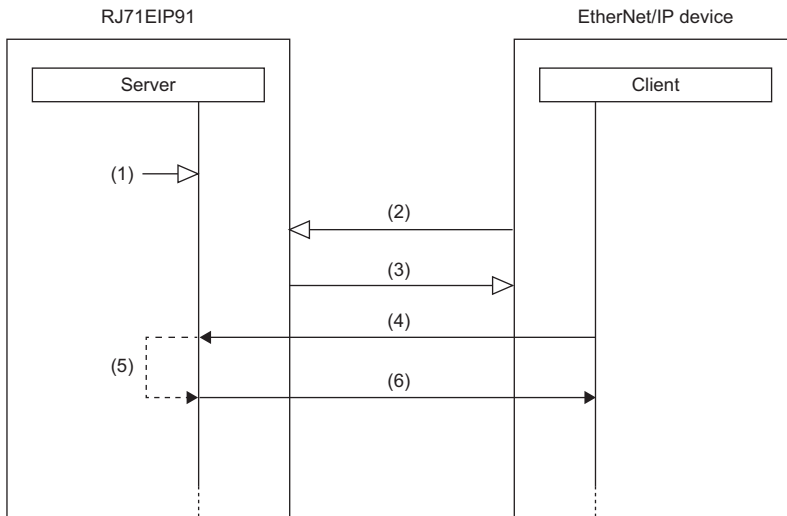 RJ71EIP91
EtherNet/IP device
Server
Client
(1)
(2)
(3)
(4)
(5)
(6)